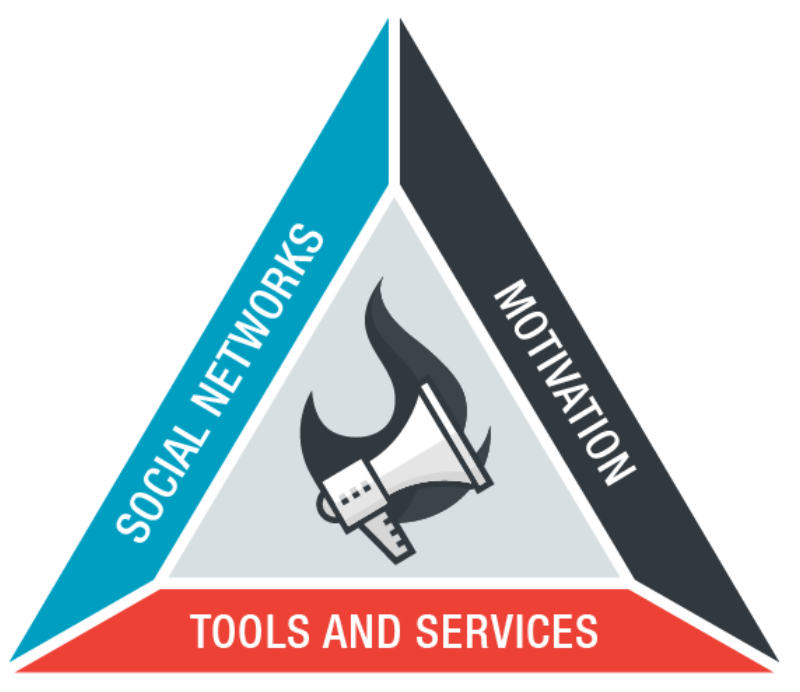 SOCIAL NETWORKS
MOTIVATION
TOOLS AND SERVICES